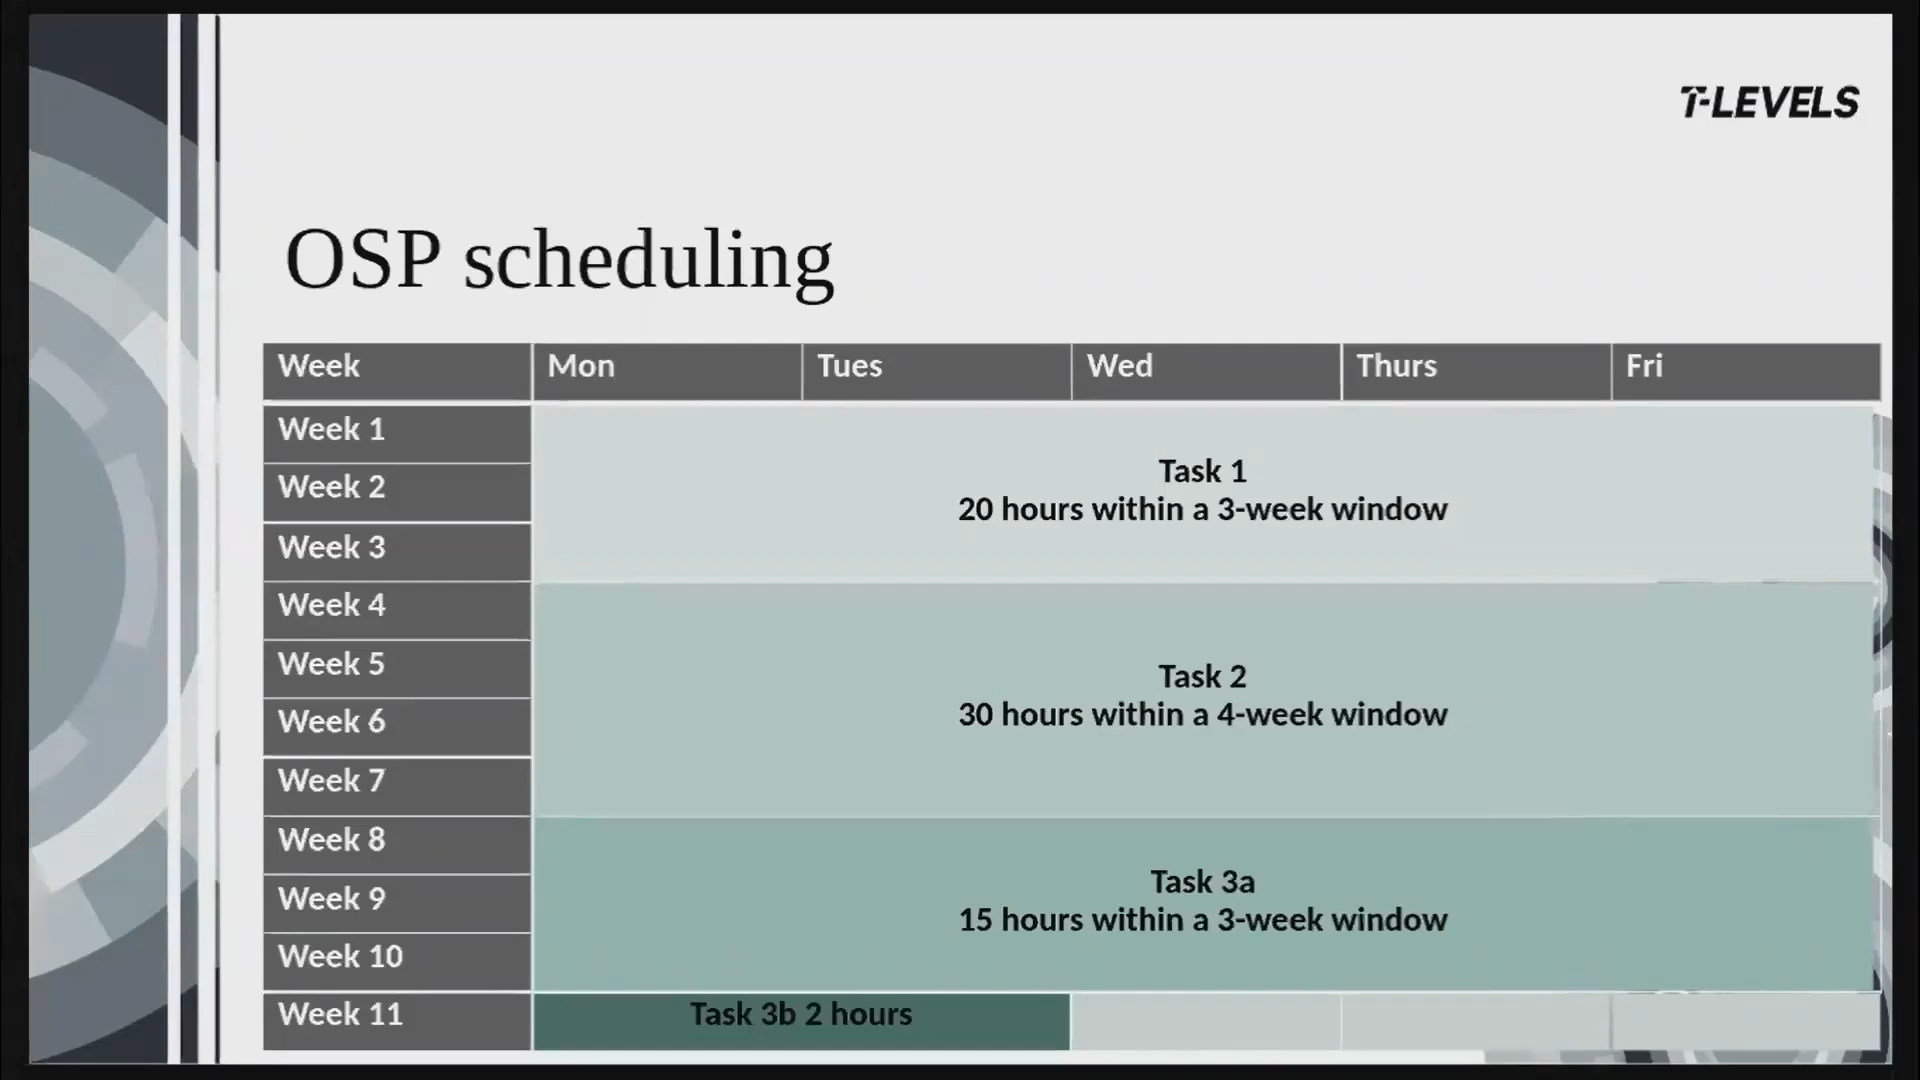 T-LEVELS
OSP scheduling
Week Mon Tues Wed Thurs Fri
Week 1
Week 2
Week 3
Task 1
20 hours within a 3-week window
Week 4
Week 5
Week 6
Week 7
Task 2
30 hours within a 4-week window
Week 8
Week 9
Week 10
Task 3a
15 hours within a 3-week window
Week 11 Task 3b 2 hours